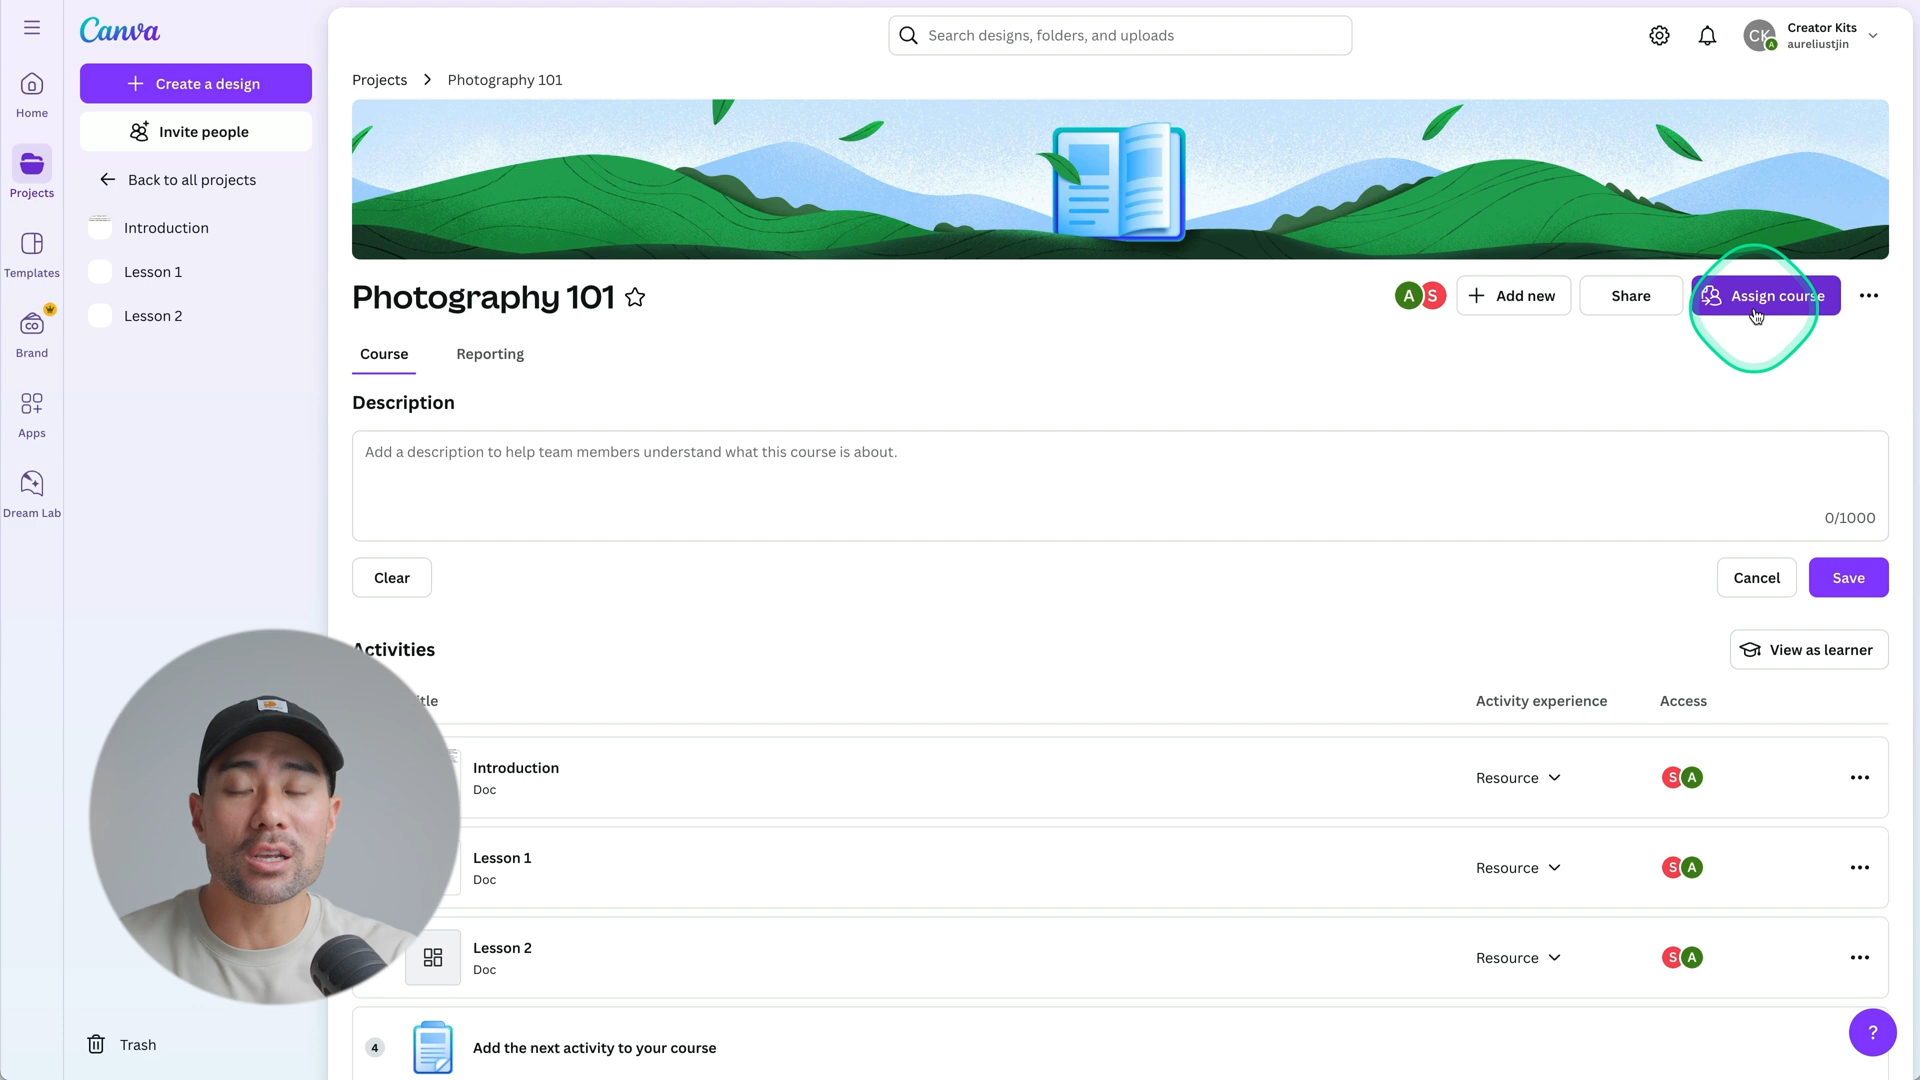 Canva
Search designs, folders, and uploads
CK
A
Creator Kits
aureliustjin
Create a design
Invite people
Back to all projects
Introduction
Lesson 1
Lesson 2
Home
Projects
Templates
CO
Brand
Apps
Dream Lab
Trash
Projects
Photography 101
Photography 101
A
S
Add new
Share
Assign course
Course
Reporting
Description
Add a description to help team members understand what this course is about.
0/1000
Clear
Cancel
Save
Activities
View as learner
Activity experience
Access
Introduction
Doc
Resource
S A
Lesson 1
Doc
Resource
S A
Lesson 2
Doc
Resource
S A
4
Add the next activity to your course
?